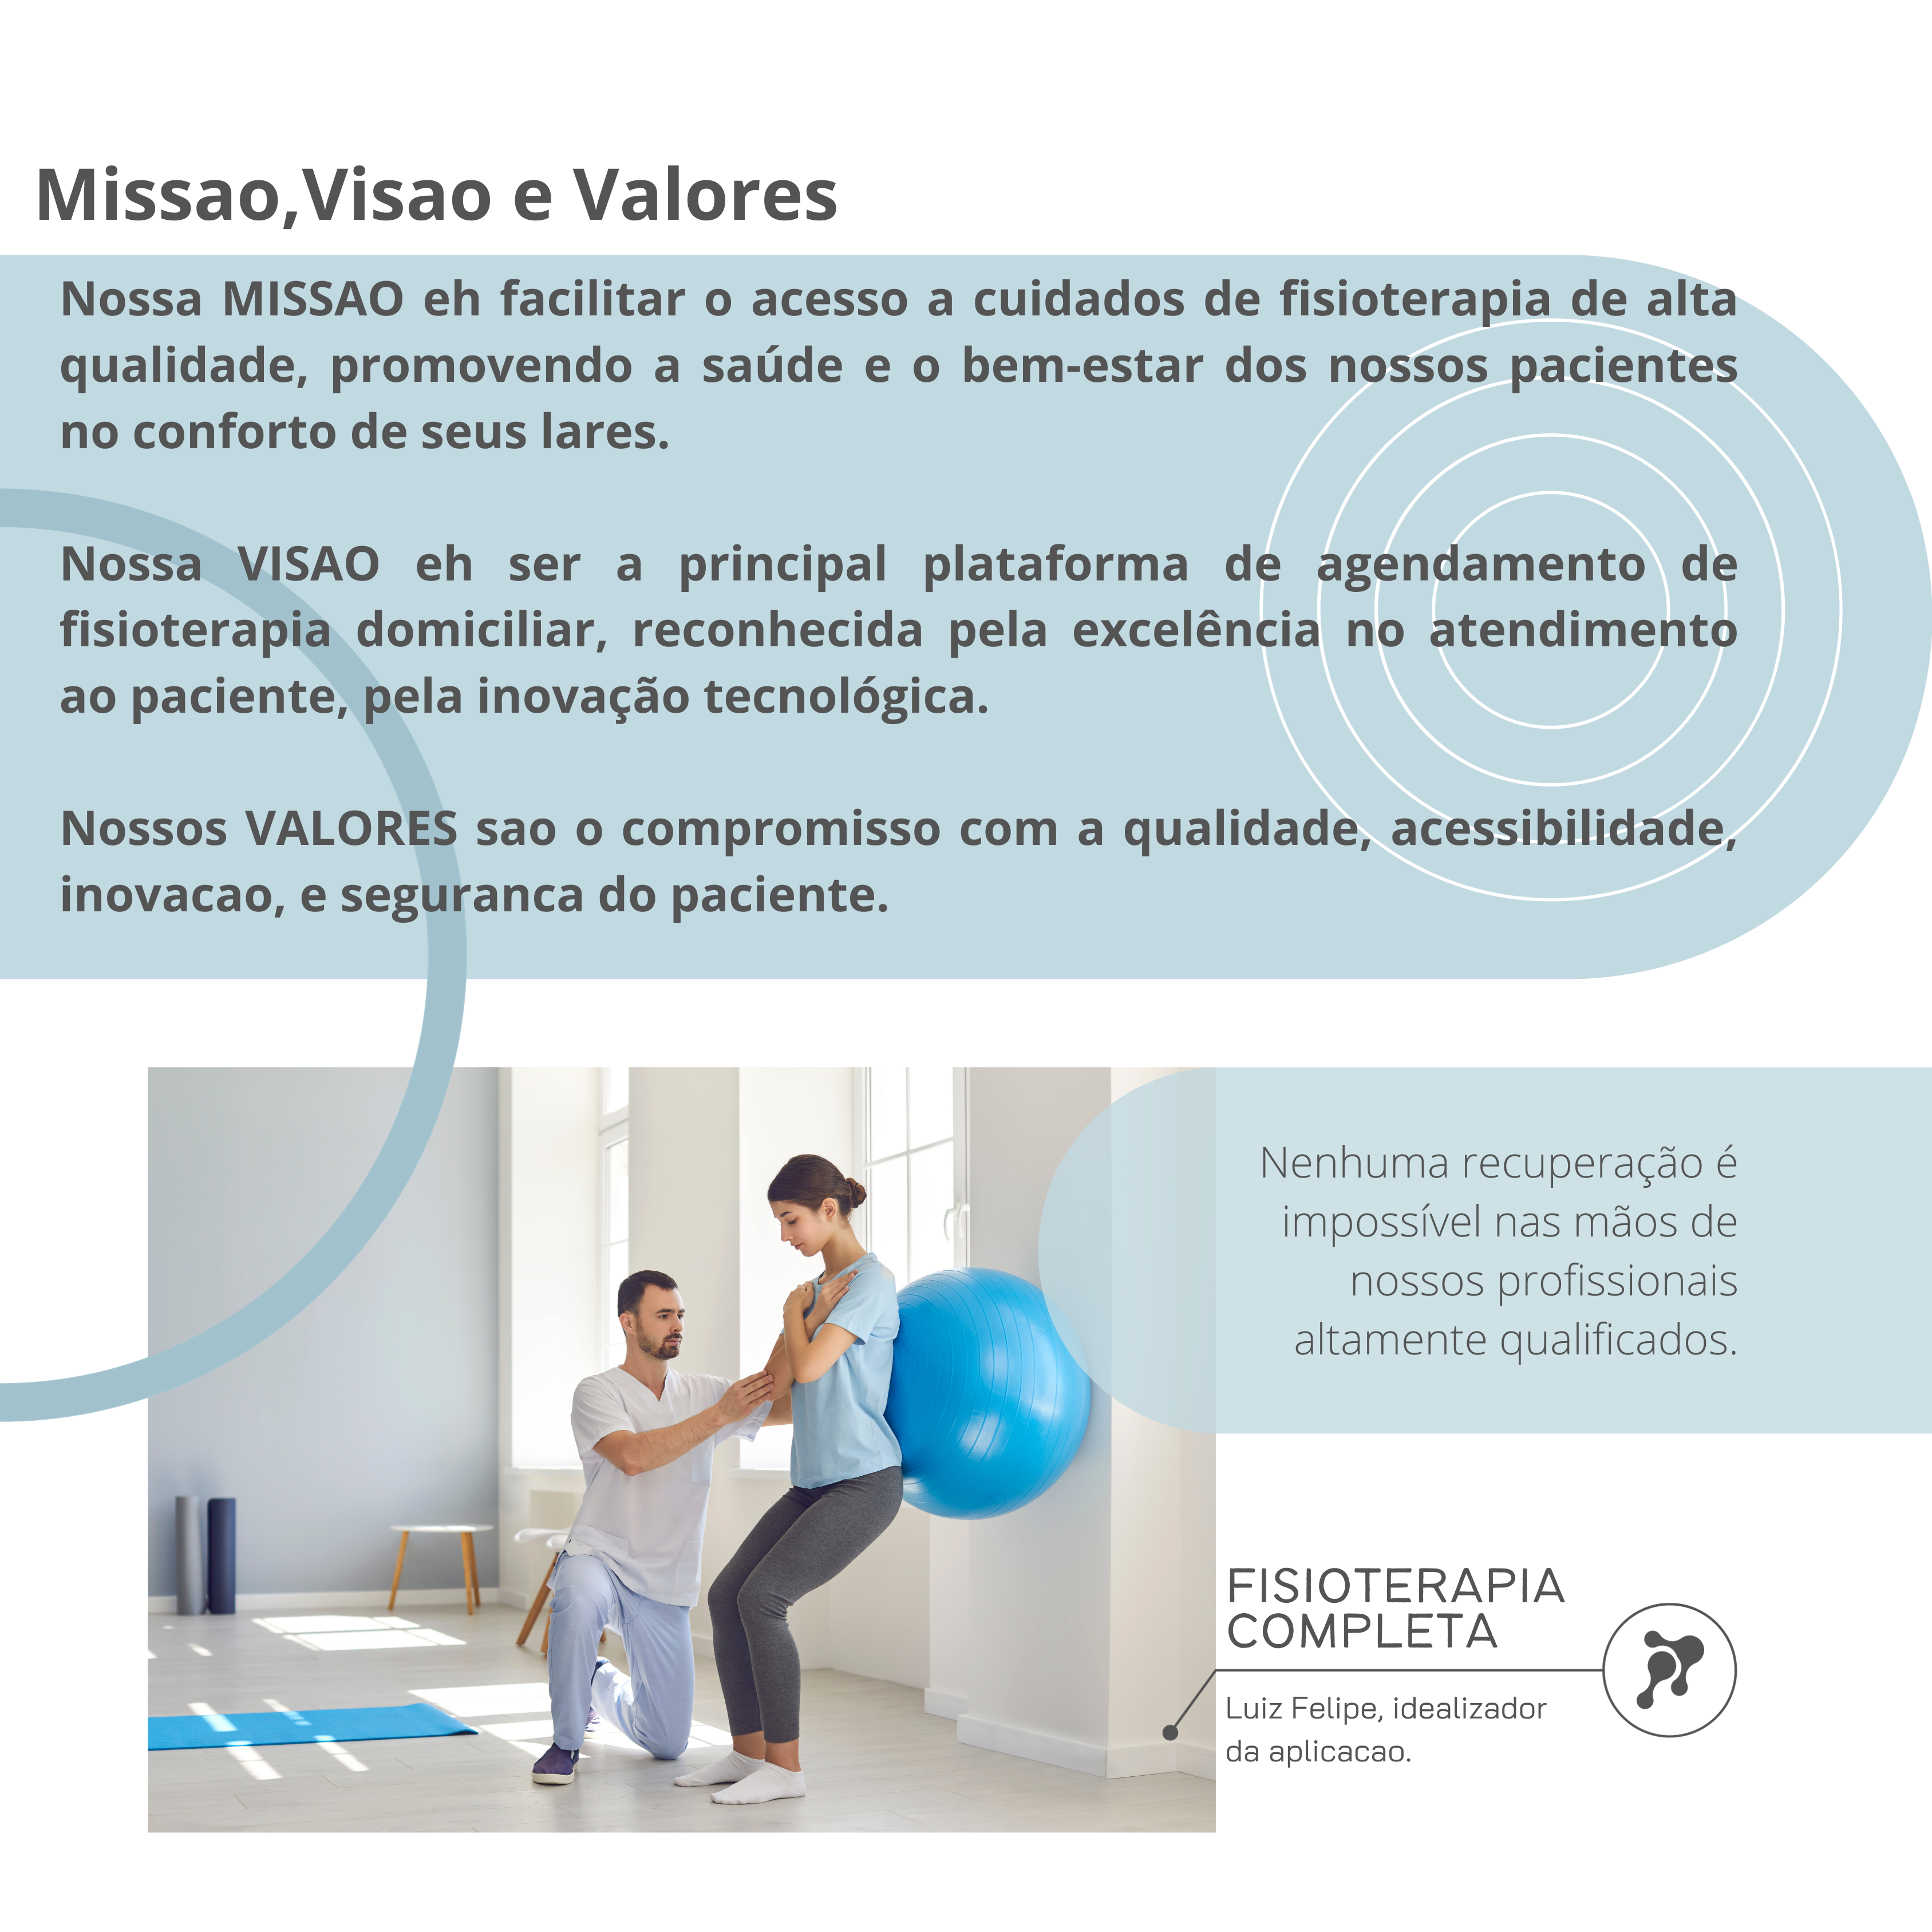 Missao,Visao e Valores
Nossa MISSAO eh facilitar o acesso a cuidados de fisioterapia de alta
qualidade, promovendo a saúde e o bem-estar dos nossos pacientes
no conforto de seus lares.
Nossa VISAO eh ser a principal plataforma de agendamento de
fisioterapia domiciliar, reconhecida pela excelência no atendimento
ao paciente, pela inovação tecnológica.
Nossos VALORES sao o compromisso com a qualidade, acessibilidade,
inovacao, e seguranca do paciente.
Nenhuma recuperação é
impossível nas mãos de
nossos profissionais
altamente qualificados.
FISIOTERAPIA
COMPLETA
Luiz Felipe, idealizador
da aplicacao.